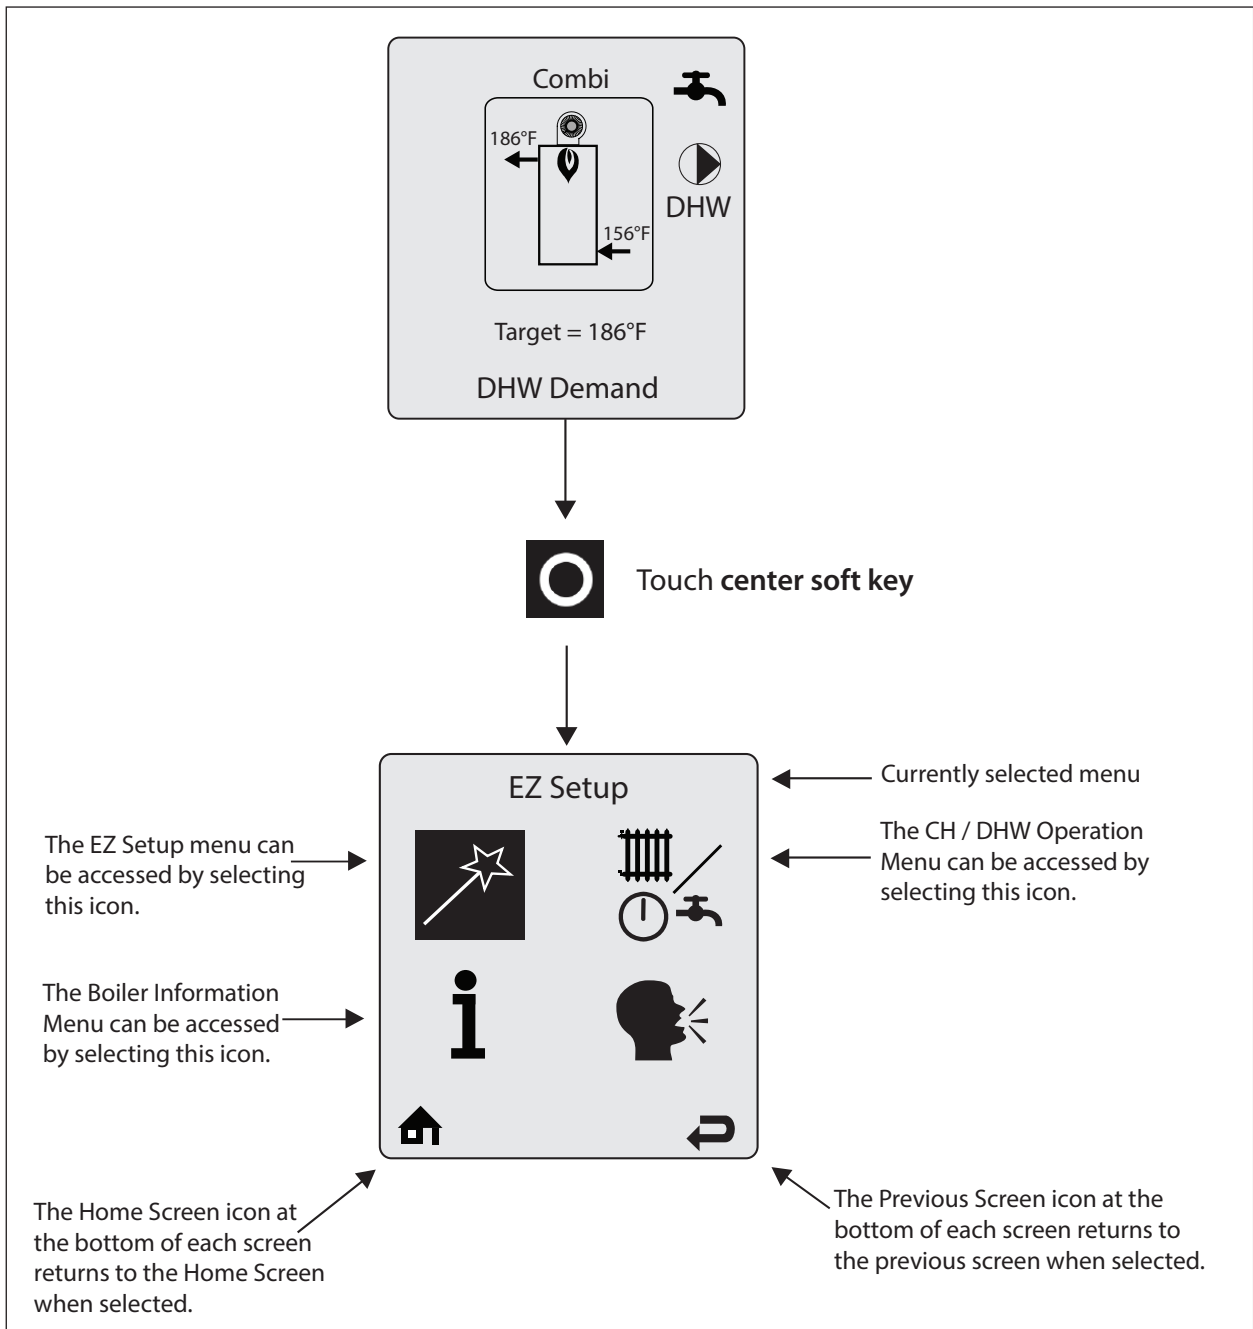 Combi
186°F
156°F
DHW
Target = 186°F
DHW Demand
Touch center soft key
EZ Setup
Currently selected menu
The EZ Setup menu can
be accessed by selecting
this icon.
The CH / DHW Operation
Menu can be accessed by
selecting this icon.
The Boiler Information
Menu can be accessed
by selecting this icon.
The Home Screen icon at
the bottom of each screen
returns to the Home Screen
when selected.
The Previous Screen icon at the
bottom of each screen returns to
the previous screen when selected.